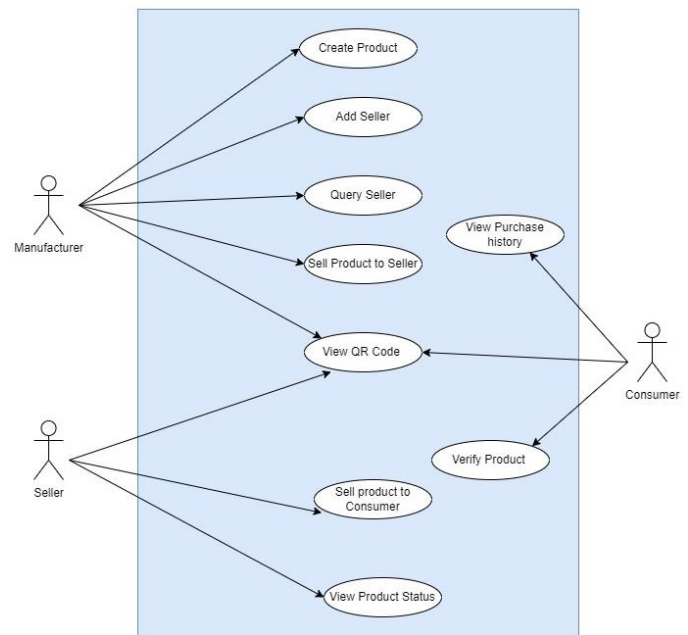 Create Product
Add Seller
Query Seller
Manufacturer
View Purchase
history
Sell Product to Seller
View QR Code
Consumer
Verify Product
Seller
Sell product to
Consumer
View Product Status